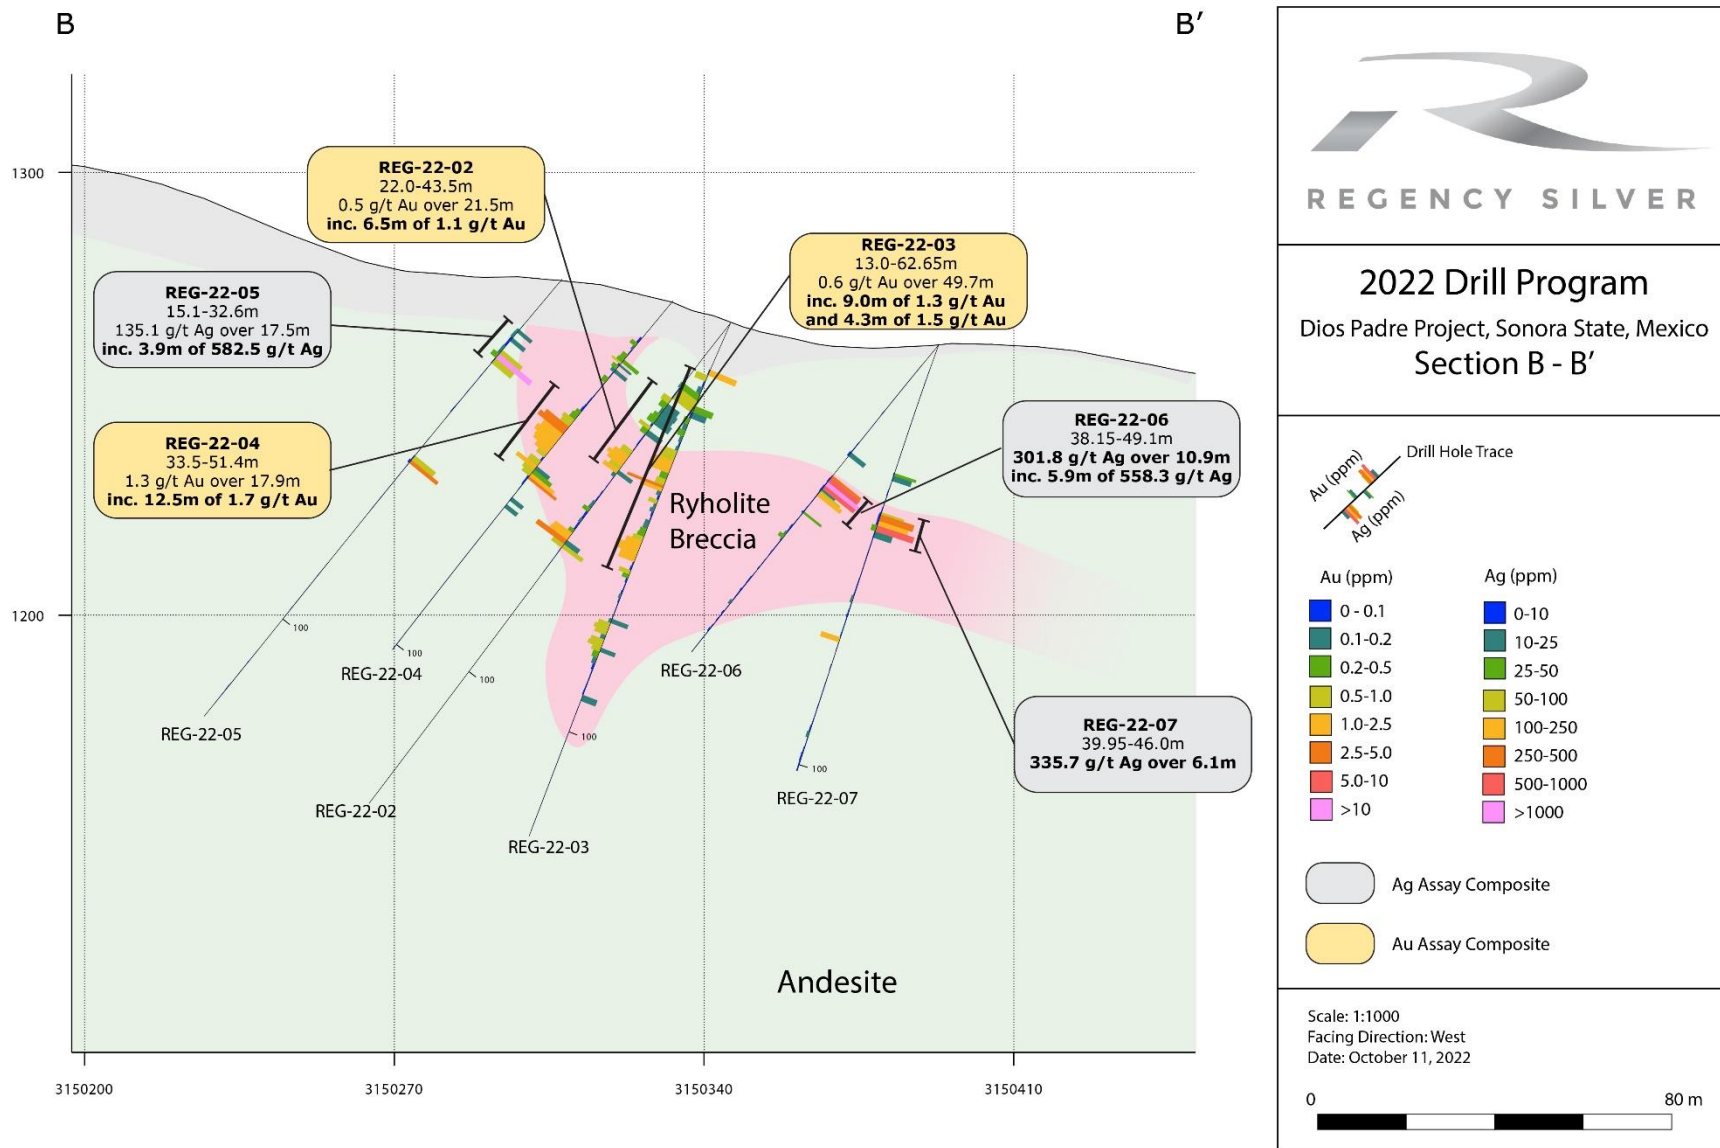 B
B′
1300
1200
3150200
3150270
3150340
3150410
REG-22-02
22.0-43.5m
0.5 g/t Au over 21.5m
inc. 6.5m of 1.1 g/t Au
REG-22-03
13.0-62.65m
0.6 g/t Au over 49.7m
inc. 9.0m of 1.3 g/t Au
and 4.3m of 1.5 g/t Au
REG-22-05
15.1-32.6m
135.1 g/t Ag over 17.5m
inc. 3.9m of 582.5 g/t Ag
REG-22-04
33.5-51.4m
1.3 g/t Au over 17.9m
inc. 12.5m of 1.7 g/t Au
REG-22-06
38.15-49.1m
301.8 g/t Ag over 10.9m
inc. 5.9m of 558.3 g/t Ag
REG-22-07
39.95-46.0m
335.7 g/t Ag over 6.1m
Ryholite
Breccia
100
100
100
100
100
REG-22-05
REG-22-04
REG-22-02
REG-22-03
REG-22-06
REG-22-07
Andesite
R
REGENCY SILVER
2022 Drill Program
Dios Padre Project, Sonora State, Mexico
Section B - B’
Drill Hole Trace
Au (ppm)
Ag (ppm)
Au (ppm)
0 - 0.1
0.1-0.2
0.2-0.5
0.5-1.0
1.0-2.5
2.5-5.0
5.0-10
>10
Ag (ppm)
0-10
10-25
25-50
50-100
100-250
250-500
500-1000
>1000
Ag Assay Composite
Au Assay Composite
Scale: 1:1000
Facing Direction: West
Date: October 11, 2022
0
80 m